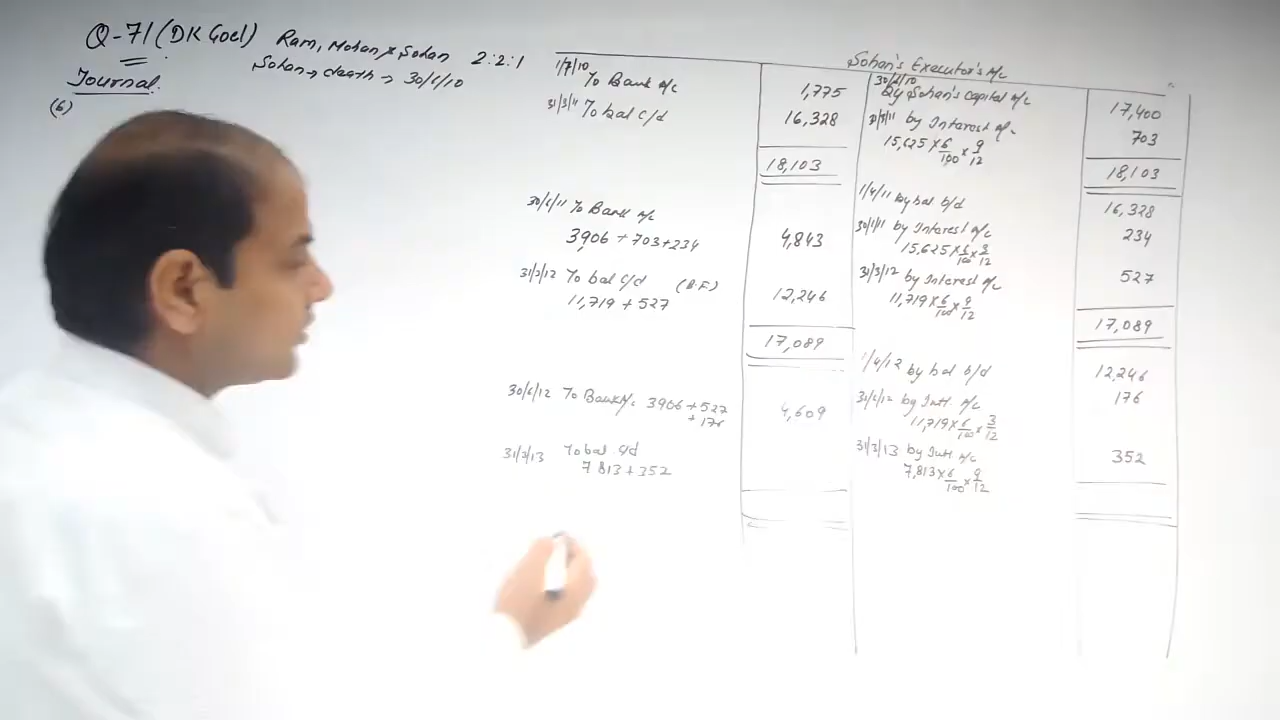 Q-71 (DK Goel) Ram, Mohan & Sohan 2:2:1
Sohan → death → 30/6/10
Journal
(6)
Sohan's Executor's A/c
1/7/10 To Bank A/c 1,775
31/3/11 To bal c/d 16,328
18,103
30/6/11 To Bank A/c
3906 + 703 + 234 4,843
31/3/12 To bal c/d (B.F)
11,719 + 527 12,246
17,089
30/6/12 To Bank A/c 3906 + 527
+ 176 4,609
31/3/13 To bal c/d
7813 + 352
30/6/10
By Sohan's Capital A/c 17,400
31/3/11 by Interest A/c 703
15,625 × 6/100 × 9/12
18,103
1/4/11 by bal b/d 16,328
30/6/11 by Interest A/c 234
15,625 × 6/100 × 3/12
31/3/12 by Interest A/c 527
11,719 × 6/100 × 9/12
17,089
1/4/12 by bal b/d 12,246
30/6/12 by Intt. A/c 176
11,719 × 6/100 × 3/12
31/3/13 by Intt. A/c 352
7,813 × 6/100 × 9/12